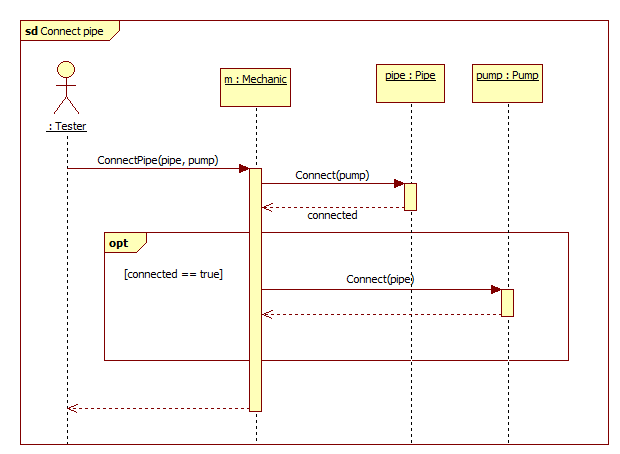 sd Connect pipe
m : Mechanic
pipe : Pipe
pump : Pump
: Tester
ConnectPipe(pipe, pump)
Connect(pump)
connected
opt
[connected == true]
Connect(pipe)